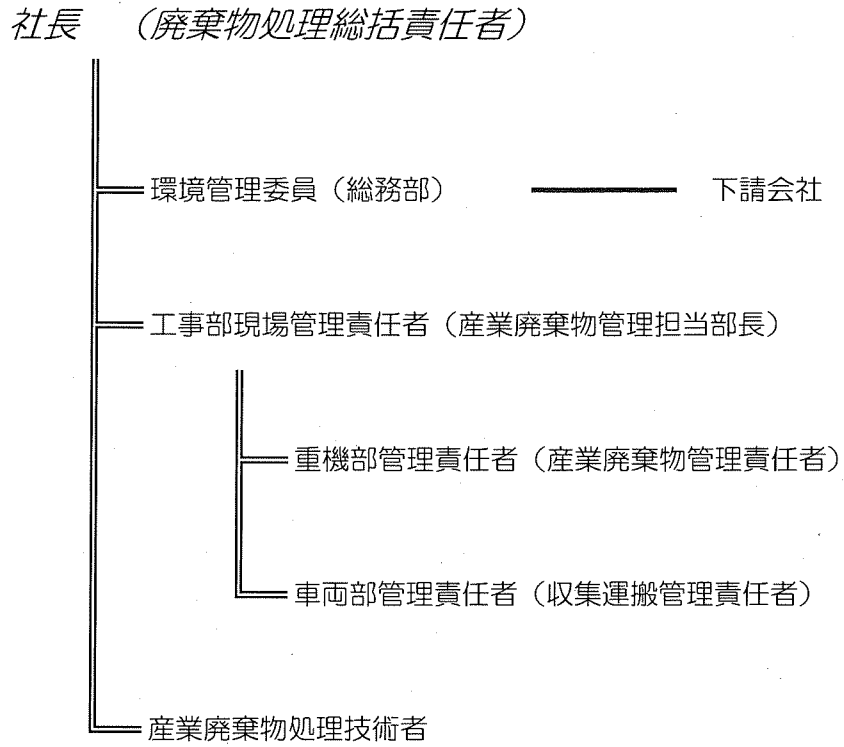 社長　（廃棄物処理総括責任者）
環境管理委員（総務部）　下請会社
工事部現場管理責任者（産業廃棄物管理担当部長）
重機部管理責任者（産業廃棄物管理責任者）
車両部管理責任者（収集運搬管理責任者）
産業廃棄物処理技術者